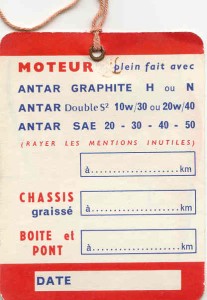 MOTEUR plein fait avec
ANTAR GRAPHITE H ou N
ANTAR Double S² 10w/30 ou 20w/40
ANTAR SAE 20 - 30 - 40 - 50
(RAYER LES MENTIONS INUTILES)
à..................km
CHASSIS
graissé
à..................km
BOITE et
PONT
à..................km
DATE